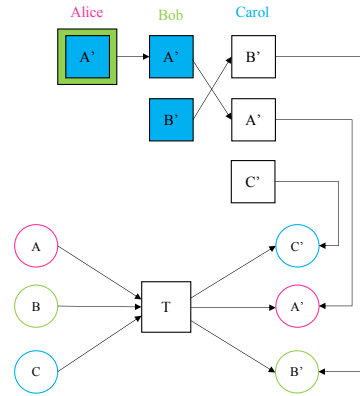 Alice Bob Carol
A’ A’ B’
B’ A’
C’
A C’
B T A’
C B’